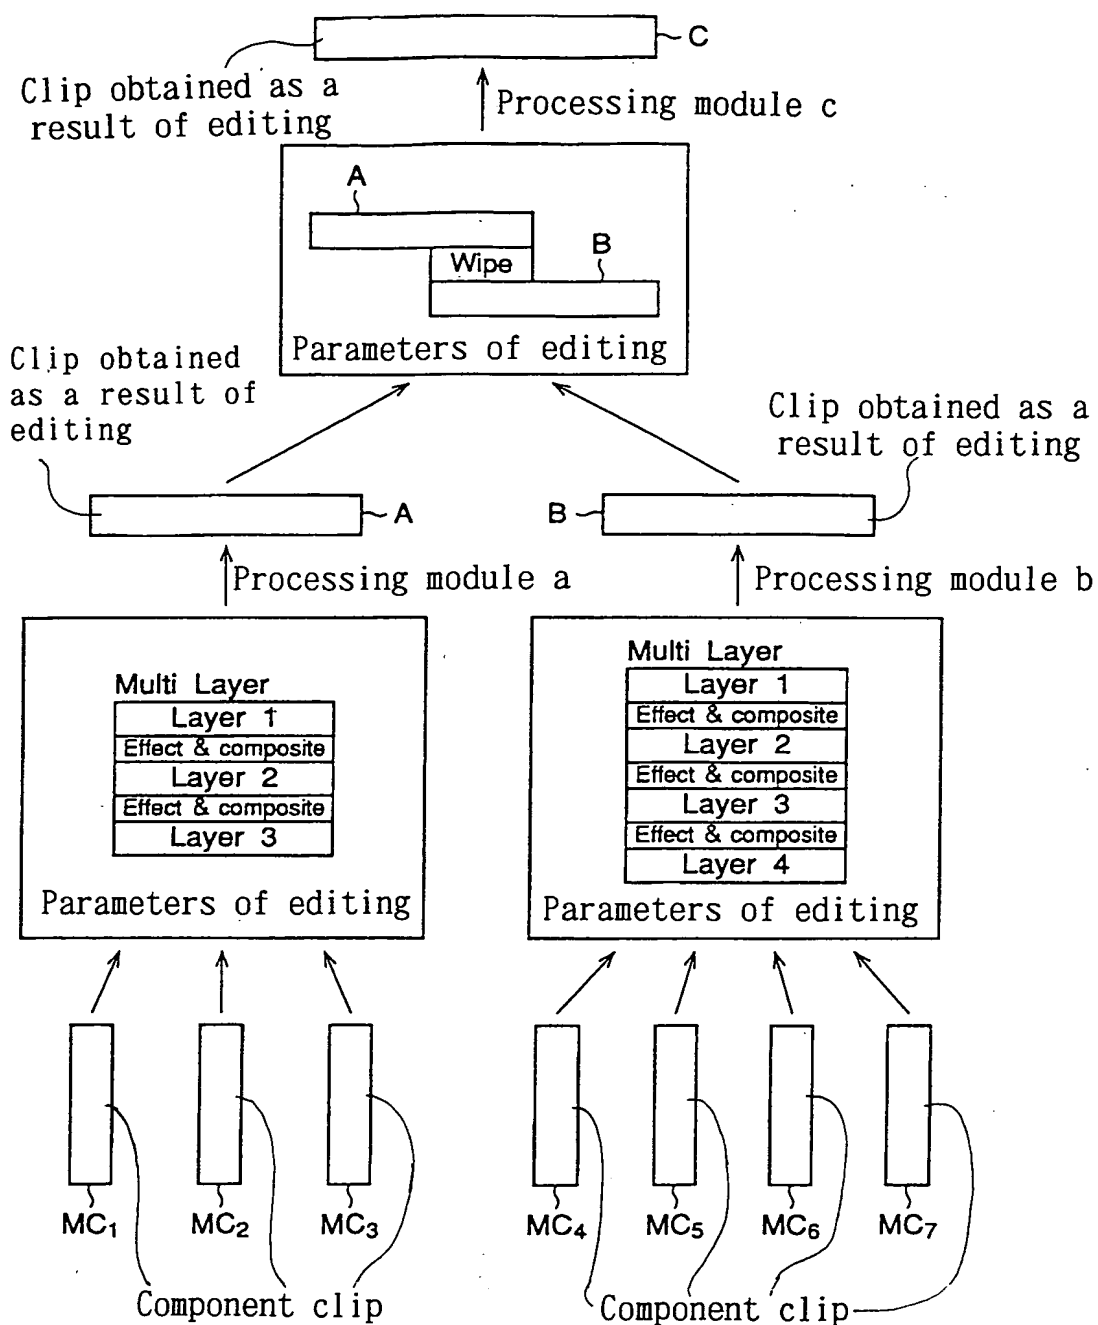 C
Clip obtained as a
result of editing
Processing module c
A
B
Wipe
Parameters of editing
Clip obtained
as a result of
editing
Clip obtained as a
result of editing
A
B
Processing module a
Processing module b
Multi Layer
Layer 1
Effect & composite
Layer 2
Effect & composite
Layer 3
Parameters of editing
Multi Layer
Layer 1
Effect & composite
Layer 2
Effect & composite
Layer 3
Effect & composite
Layer 4
Parameters of editing
MC1
MC2
MC3
MC4
MC5
MC6
MC7
Component clip
Component clip